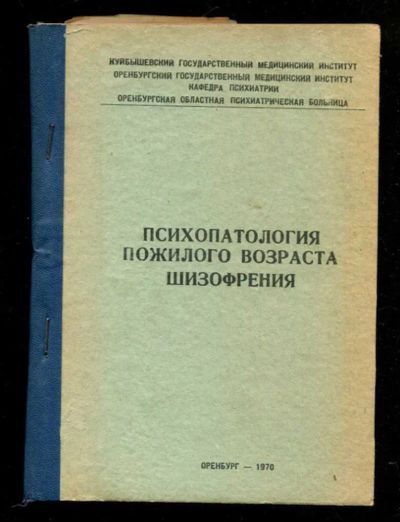 КУЙБЫШЕВСКИЙ ГОСУДАРСТВЕННЫЙ МЕДИЦИНСКИЙ ИНСТИТУТ
ОРЕНБУРГСКИЙ ГОСУДАРСТВЕННЫЙ МЕДИЦИНСКИЙ ИНСТИТУТ
КАФЕДРА ПСИХИАТРИИ
ОРЕНБУРГСКАЯ ОБЛАСТНАЯ ПСИХИАТРИЧЕСКАЯ БОЛЬНИЦА
ПСИХОПАТОЛОГИЯ
ПОЖИЛОГО ВОЗРАСТА
ШИЗОФРЕНИЯ
ОРЕНБУРГ — 1970